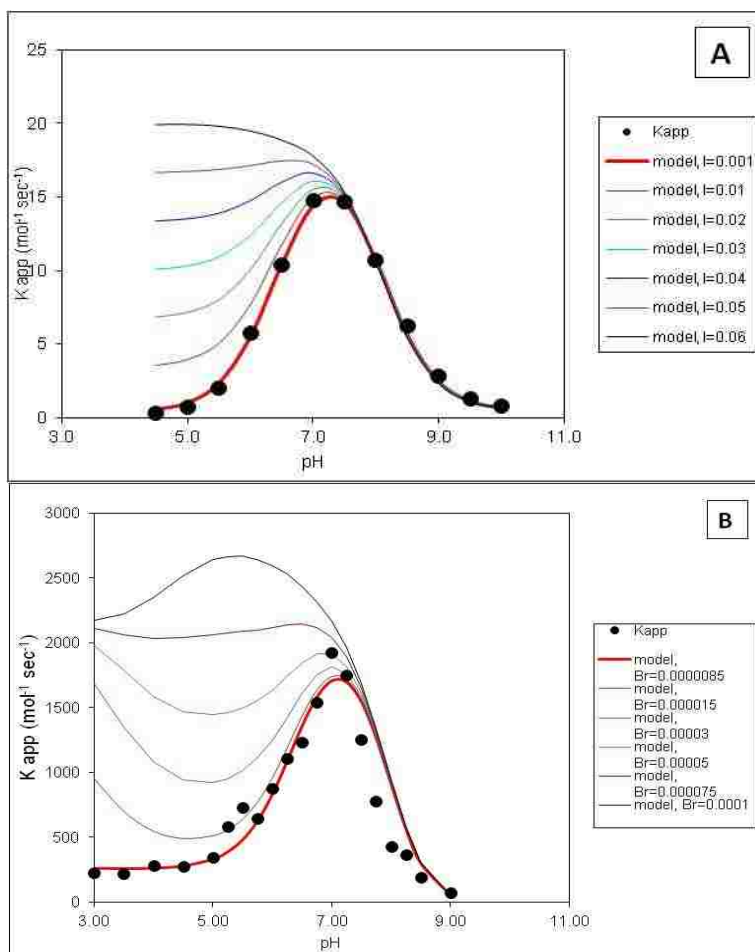 A
25
20
15
10
5
0
K app (mol-1 sec-1)
3.0 5.0 7.0 9.0 11.0
pH
Kapp
model, I=0.001
model, I=0.01
model, I=0.02
model, I=0.03
model, I=0.04
model, I=0.05
model, I=0.06
B
3000
2500
2000
1500
1000
500
0
K app (mol-1 sec-1)
3.00 5.00 7.00 9.00 11.00
pH
Kapp
model,
Br=0.0000085
model,
Br=0.000015
model,
Br=0.00003
model,
Br=0.00005
model,
Br=0.000075
model, Br=0.0001